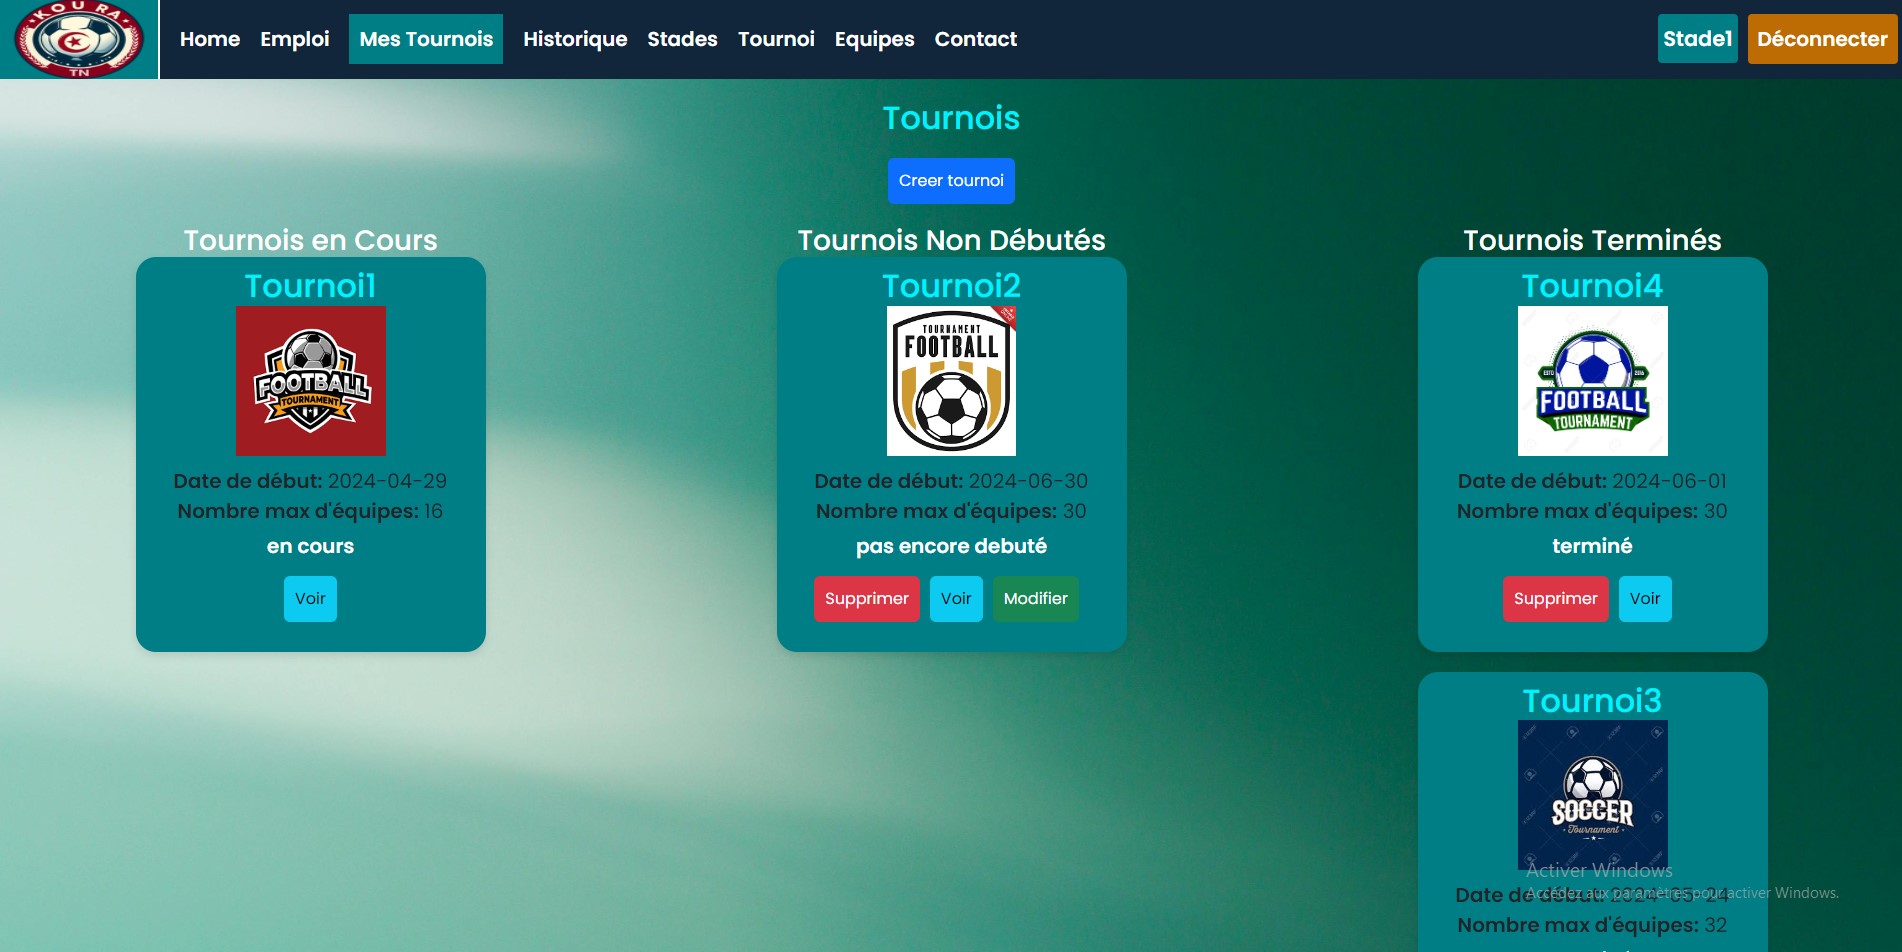 KOURA
TN
Home Emploi Mes Tournois Historique Stades Tournoi Equipes Contact Stade1 Déconnecter
Tournois
Creer tournoi
Tournois en Cours
Tournoi1
FOOTBALL
TOURNAMENT
Date de début: 2024-04-29
Nombre max d'équipes: 16
en cours
Voir
Tournois Non Débutés
Tournoi2
TOURNAMENT
FOOTBALL
Date de début: 2024-06-30
Nombre max d'équipes: 30
pas encore debuté
Supprimer Voir Modifier
Tournois Terminés
Tournoi4
FOOTBALL
TOURNAMENT
Date de début: 2024-06-01
Nombre max d'équipes: 30
terminé
Supprimer Voir
Tournoi3
SOCCER
Tournament
Date de début: 2024-05-24
Nombre max d'équipes: 32
Activer Windows
Accédez aux paramètres pour activer Windows.